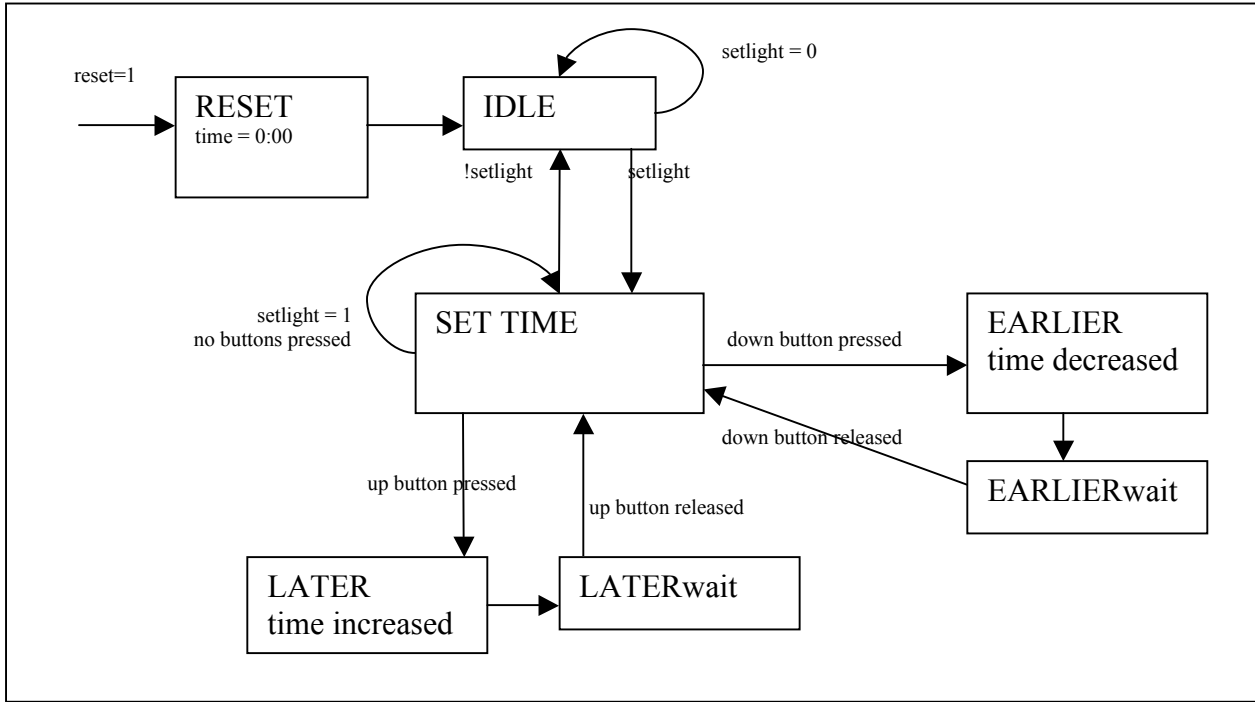 reset=1
RESET
time = 0:00
IDLE
setlight = 0
!setlight
setlight
setlight = 1
no buttons pressed
SET TIME
down button pressed
EARLIER
time decreased
down button released
EARLIERwait
up button pressed
up button released
LATER
time increased
LATERwait